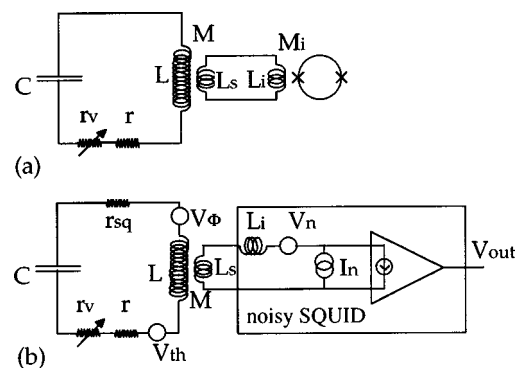 M
Mi
C
L
Ls
Li
rv
r
(a)
rsq
VΦ
Li
Vn
C
L
Ls
In
Vout
M
rv
r
noisy SQUID
(b)
Vth